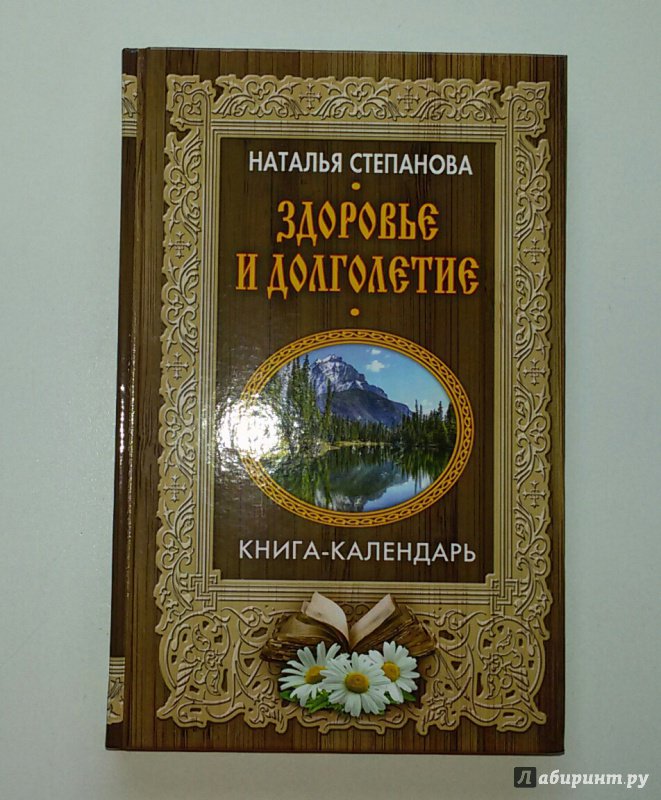 НАТАЛЬЯ СТЕПАНОВА
ЗДОРОВЬЕ
И ДОЛГОЛЕТИЕ
КНИГА-КАЛЕНДАРЬ
Лабиринт.ру